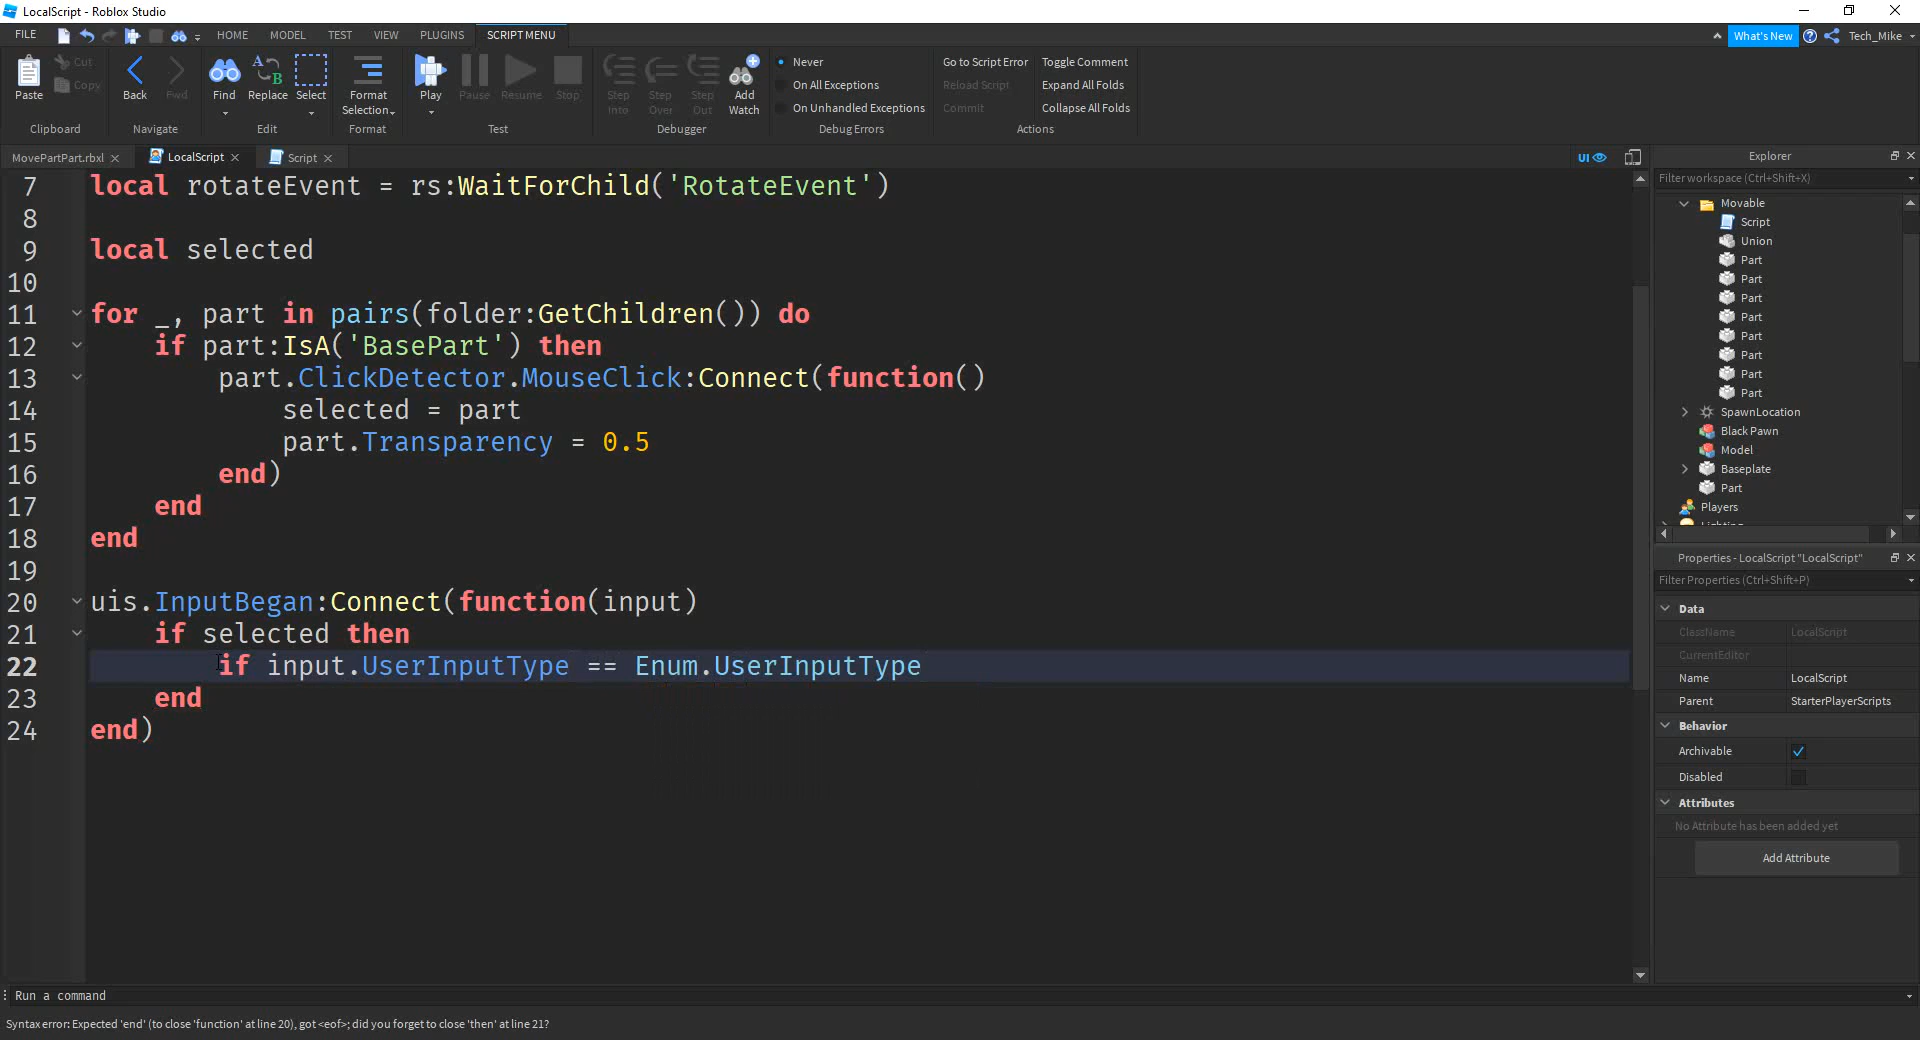 LocalScript - Roblox Studio
FILE HOME MODEL TEST VIEW PLUGINS SCRIPT MENU What's New Tech_Mike
Paste Cut Copy
Clipboard
Back Fwd
Navigate
Find Replace Select
Edit
Format Selection
Format
Play Pause Resume Stop
Test
Step Into Step Over Step Out Add Watch
Debugger
Never
On All Exceptions
On Unhandled Exceptions
Debug Errors
Go to Script Error Toggle Comment
Reload Script Expand All Folds
Commit Collapse All Folds
Actions
MovePartPart.rbxl LocalScript Script UI
7 local rotateEvent = rs:WaitForChild('RotateEvent')
8
9 local selected
10
11 for _, part in pairs(folder:GetChildren()) do
12 if part:IsA('BasePart') then
13 part.ClickDetector.MouseClick:Connect(function()
14 selected = part
15 part.Transparency = 0.5
16 end)
17 end
18 end
19
20 uis.InputBegan:Connect(function(input)
21 if selected then
22 if input.UserInputType == Enum.UserInputType
23 end
24 end)
Explorer
Filter workspace (Ctrl+Shift+X)
Movable
Script
Union
Part
Part
Part
Part
Part
Part
Part
Part
SpawnLocation
Black Pawn
Model
Baseplate
Part
Players
Lighting
Properties - LocalScript "LocalScript"
Filter Properties (Ctrl+Shift+P)
Data
ClassName LocalScript
CurrentEditor
Name LocalScript
Parent StarterPlayerScripts
Behavior
Archivable
Disabled
Attributes
No Attribute has been added yet
Add Attribute
Run a command
Syntax error: Expected 'end' (to close 'function' at line 20), got <eof>; did you forget to close 'then' at line 21?